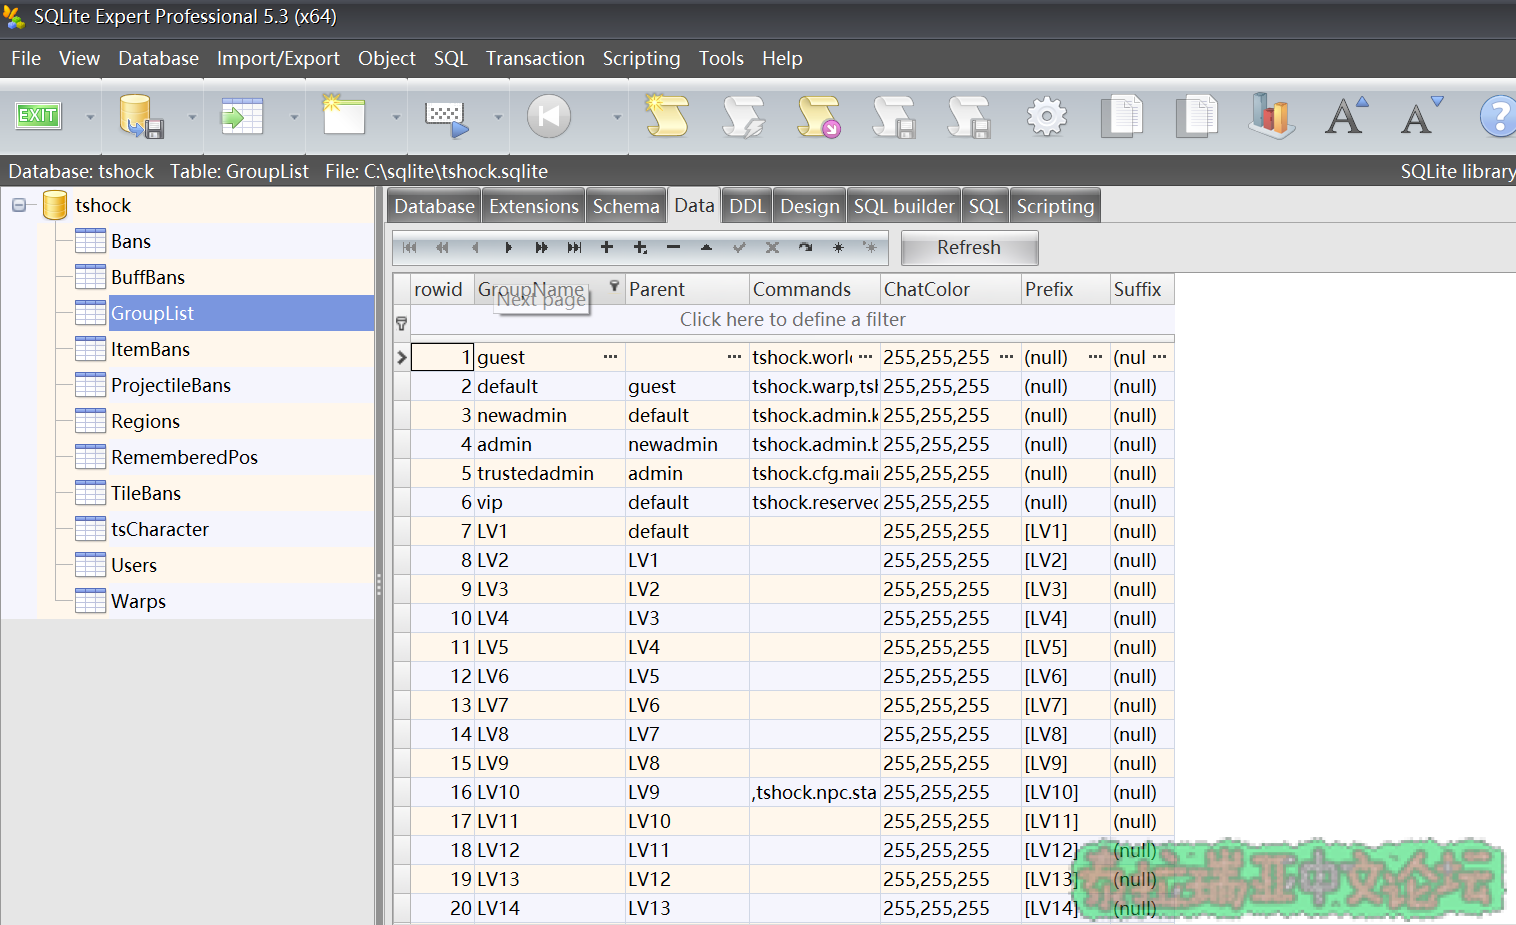 SQLite Expert Professional 5.3 (x64)
File View Database Import/Export Object SQL Transaction Scripting Tools Help
EXIT
Database: tshock Table: GroupList File: C:\sqlite\tshock.sqlite SQLite library
tshock
Bans
BuffBans
GroupList
ItemBans
ProjectileBans
Regions
RememberedPos
TileBans
tsCharacter
Users
Warps
Database Extensions Schema Data DDL Design SQL builder SQL Scripting
Refresh
rowid GroupName Parent Commands ChatColor Prefix Suffix
Next page
Click here to define a filter
1 guest ... ... tshock.worl ... 255,255,255 ... (null) ... (nul ...
2 default guest tshock.warp,tsh 255,255,255 (null) (null)
3 newadmin default tshock.admin.k 255,255,255 (null) (null)
4 admin newadmin tshock.admin.b 255,255,255 (null) (null)
5 trustedadmin admin tshock.cfg.mai 255,255,255 (null) (null)
6 vip default tshock.reserved 255,255,255 (null) (null)
7 LV1 default 255,255,255 [LV1] (null)
8 LV2 LV1 255,255,255 [LV2] (null)
9 LV3 LV2 255,255,255 [LV3] (null)
10 LV4 LV3 255,255,255 [LV4] (null)
11 LV5 LV4 255,255,255 [LV5] (null)
12 LV6 LV5 255,255,255 [LV6] (null)
13 LV7 LV6 255,255,255 [LV7] (null)
14 LV8 LV7 255,255,255 [LV8] (null)
15 LV9 LV8 255,255,255 [LV9] (null)
16 LV10 LV9 ,tshock.npc.sta 255,255,255 [LV10] (null)
17 LV11 LV10 255,255,255 [LV11] (null)
18 LV12 LV11 255,255,255 [LV12] (null)
19 LV13 LV12 255,255,255 [LV13] (null)
20 LV14 LV13 255,255,255 [LV14] (null)
泰拉瑞亚中文论坛